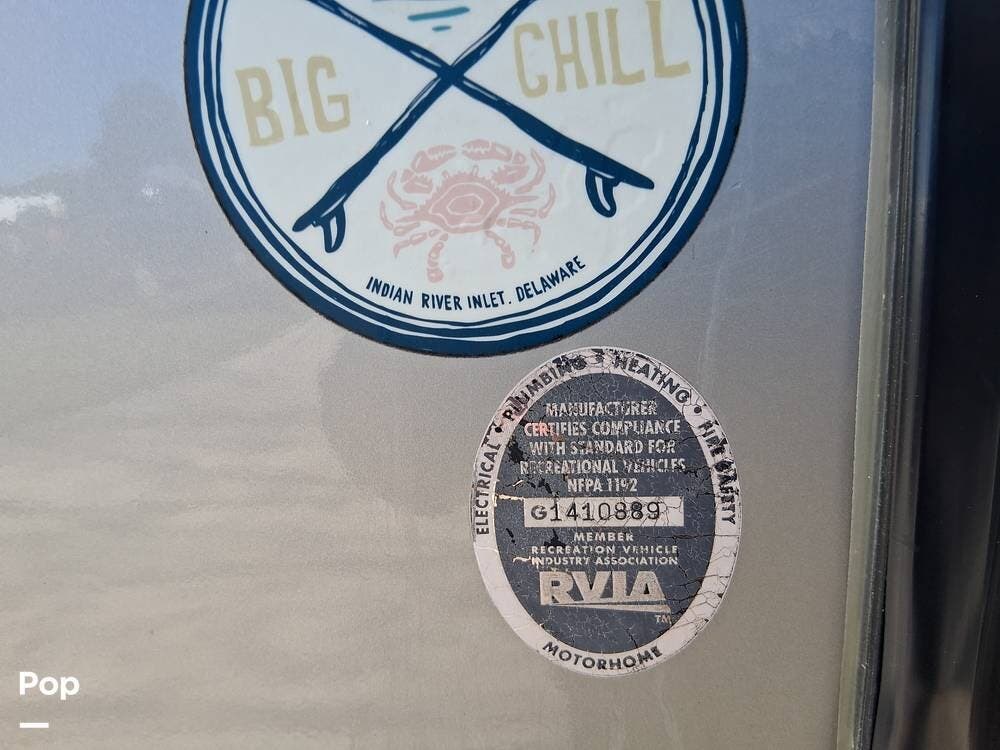 BIG CHILL
INDIAN RIVER INLET. DELAWARE
ELECTRICAL • PLUMBING • HEATING • FIRE SAFETY
MANUFACTURER
CERTIFIES COMPLIANCE
WITH STANDARD FOR
RECREATIONAL VEHICLES
NFPA 1192
G1410889
MEMBER
RECREATION VEHICLE
INDUSTRY ASSOCIATION
RVIA
TM
MOTORHOME
Pop